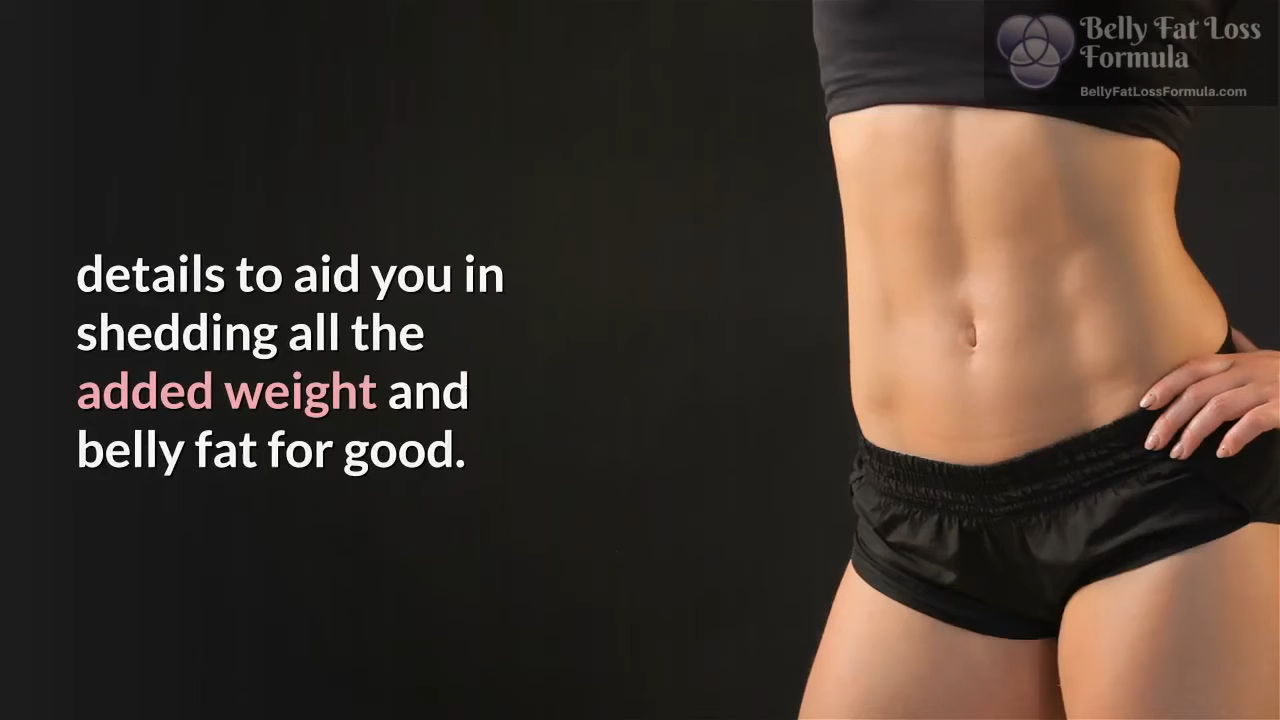 Belly Fat Loss
Formula
BellyFatLossFormula.com
details to aid you in
shedding all the
added weight and
belly fat for good.